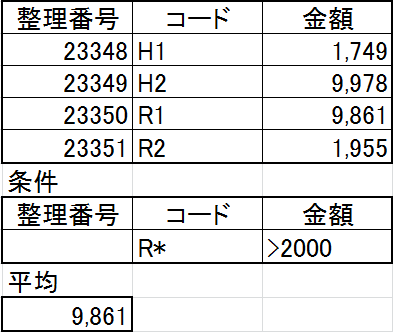 整理番号 コード 金額
23348 H1 1,749
23349 H2 9,978
23350 R1 9,861
23351 R2 1,955
条件
整理番号 コード 金額
R* >2000
平均
9,861